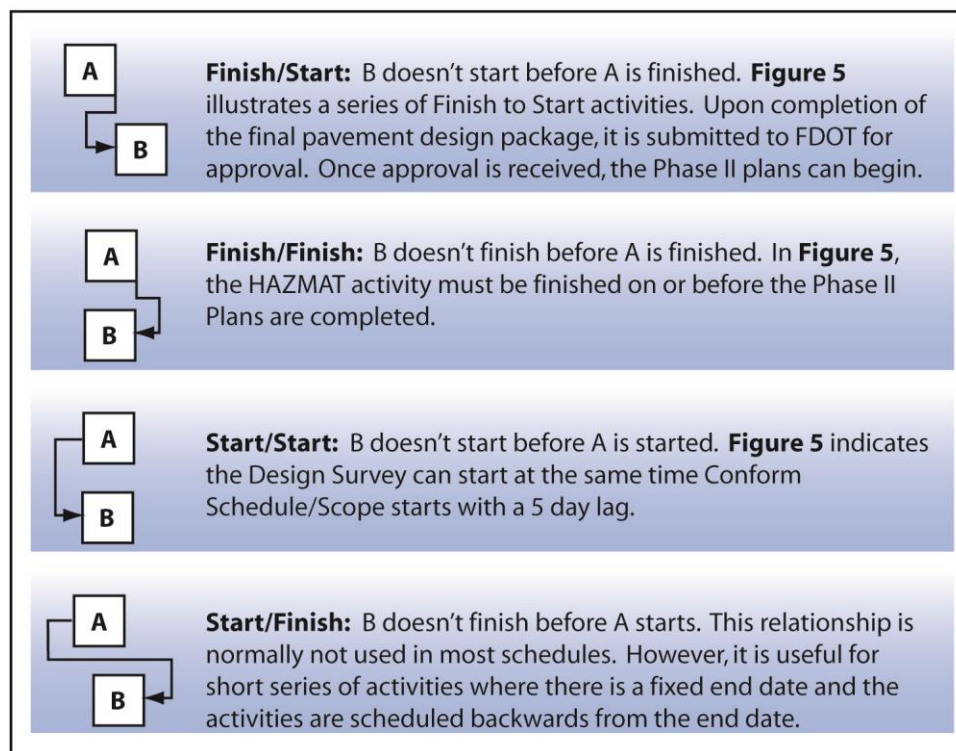 A
B
Finish/Start: B doesn't start before A is finished. Figure 5
illustrates a series of Finish to Start activities. Upon completion of
the final pavement design package, it is submitted to FDOT for
approval. Once approval is received, the Phase II plans can begin.
A
B
Finish/Finish: B doesn't finish before A is finished. In Figure 5,
the HAZMAT activity must be finished on or before the Phase II
Plans are completed.
A
B
Start/Start: B doesn't start before A is started. Figure 5 indicates
the Design Survey can start at the same time Conform
Schedule/Scope starts with a 5 day lag.
A
B
Start/Finish: B doesn't finish before A starts. This relationship is
normally not used in most schedules. However, it is useful for
short series of activities where there is a fixed end date and the
activities are scheduled backwards from the end date.